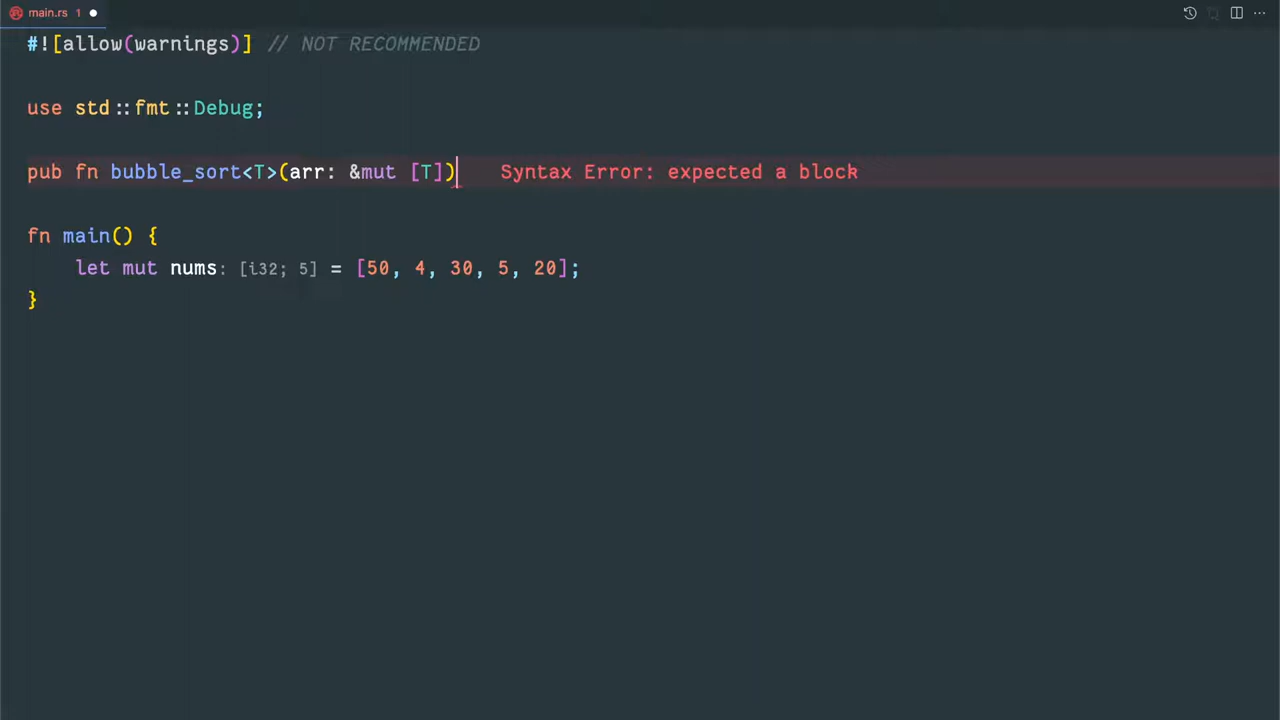 main.rs 1
#![allow(warnings)] // NOT RECOMMENDED
use std::fmt::Debug;
pub fn bubble_sort<T>(arr: &mut [T]) Syntax Error: expected a block
fn main() {
let mut nums: [i32; 5] = [50, 4, 30, 5, 20];
}